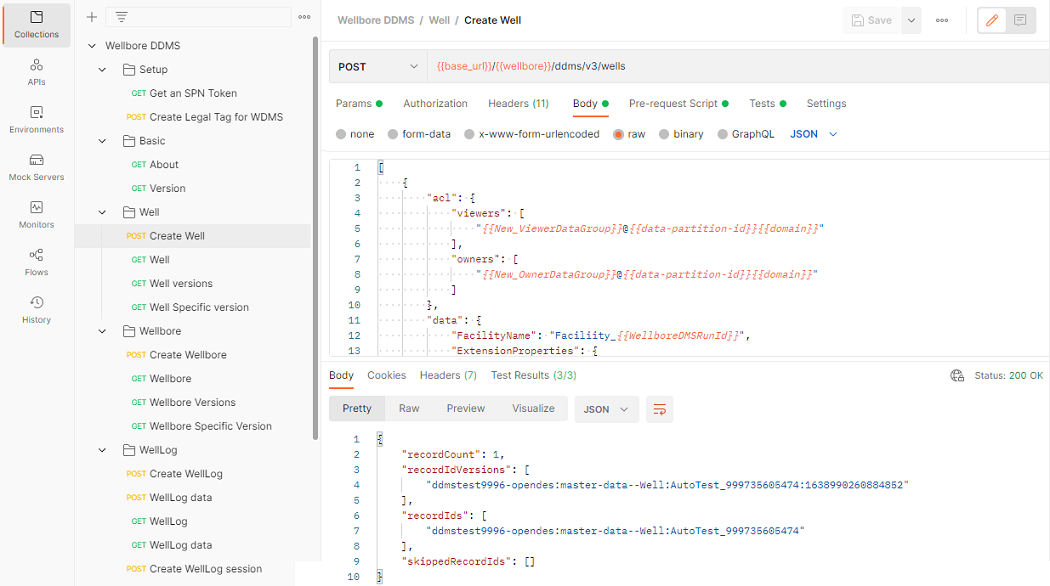 Collections
APIs
Environments
Mock Servers
Monitors
Flows
History
Wellbore DDMS
Setup
GET Get an SPN Token
POST Create Legal Tag for WDMS
Basic
GET About
GET Version
Well
POST Create Well
GET Well
GET Well versions
GET Well Specific version
Wellbore
POST Create Wellbore
GET Wellbore
GET Wellbore Versions
GET Wellbore Specific Version
WellLog
POST Create WellLog
POST WellLog data
GET WellLog
GET WellLog data
POST Create WellLog session
Wellbore DDMS / Well / Create Well
Save
POST {{base_url}}/{{wellbore}}/ddms/v3/wells
Params Authorization Headers (11) Body Pre-request Script Tests Settings
none form-data x-www-form-urlencoded raw binary GraphQL JSON
1 [
2 {
3 "acl": {
4 "viewers": [
5 "{{New_ViewerDataGroup}}@{{data-partition-id}}{{domain}}"
6 ],
7 "owners": [
8 "{{New_OwnerDataGroup}}@{{data-partition-id}}{{domain}}"
9 ]
10 },
11 "data": {
12 "FacilityName": "Faciliity_{{WellboreDMSRunId}}",
13 "ExtensionProperties": {
Body Cookies Headers (7) Test Results (3/3) Status: 200 OK
Pretty Raw Preview Visualize JSON
1 {
2 "recordCount": 1,
3 "recordIdVersions": [
4 "ddmstest9996-opendes:master-data--Well:AutoTest_999735605474:1638990260884852"
5 ],
6 "recordIds": [
7 "ddmstest9996-opendes:master-data--Well:AutoTest_999735605474"
8 ],
9 "skippedRecordIds": []
10 }